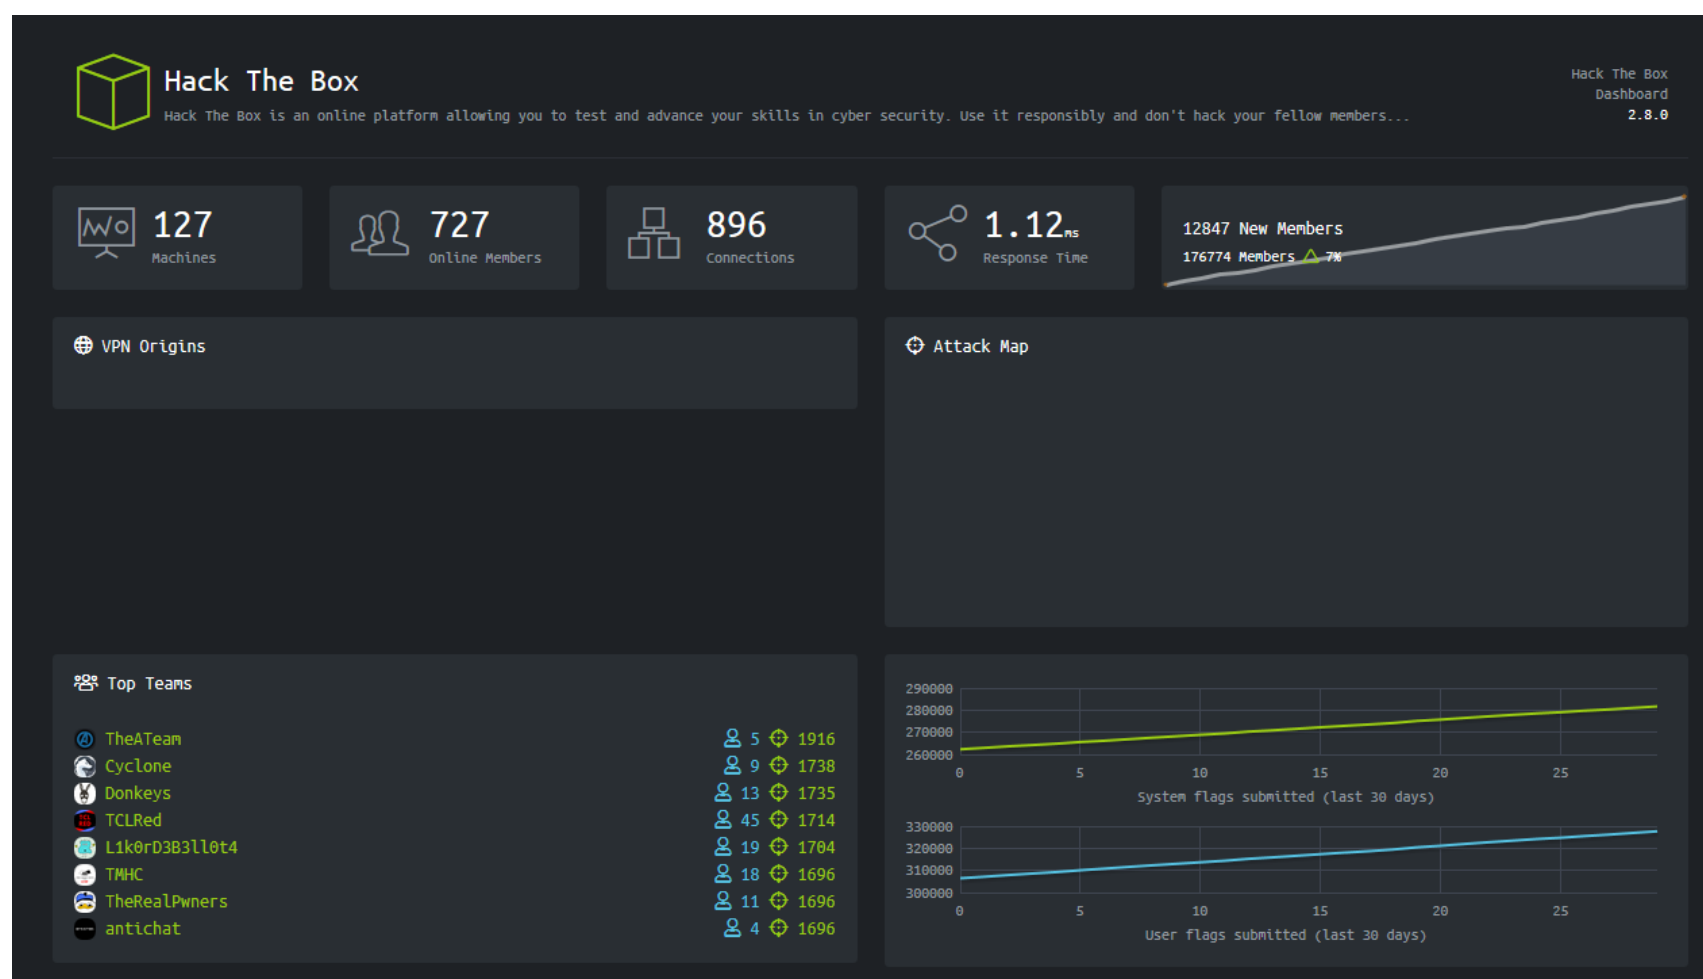 Hack The Box
Hack The Box is an online platform allowing you to test and advance your skills in cyber security. Use it responsibly and don't hack your fellow members...
Hack The Box
Dashboard
2.8.0
127
Machines
727
Online Members
896
Connections
1.12ms
Response Time
12847 New Members
176774 Members 7%
VPN Origins
Attack Map
Top Teams
TheATeam 5 1916
Cyclone 9 1738
Donkeys 13 1735
TCLRed 45 1714
L1k0rD3B3ll0t4 19 1704
TMHC 18 1696
TheRealPwners 11 1696
antichat 4 1696
290000
280000
270000
260000
0 5 10 15 20 25
System flags submitted (last 30 days)
330000
320000
310000
300000
0 5 10 15 20 25
User flags submitted (last 30 days)